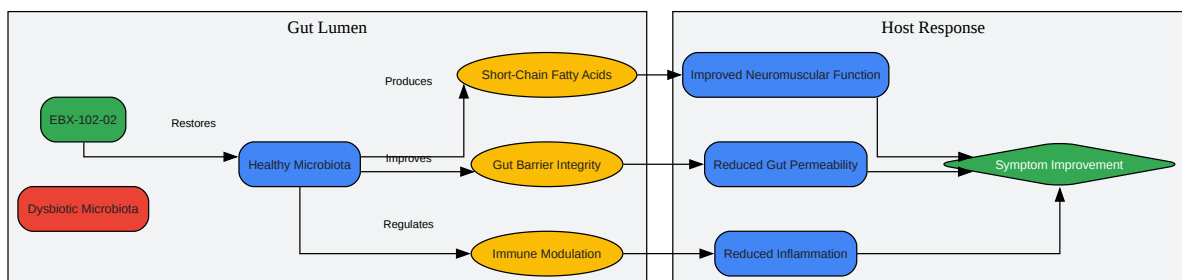 Gut Lumen
Host Response
Short-Chain Fatty Acids
Improved Neuromuscular Function
Produces
EBX-102-02
Restores
Improves
Healthy Microbiota
Gut Barrier Integrity
Reduced Gut Permeability
Symptom Improvement
Dysbiotic Microbiota
Regulates
Immune Modulation
Reduced Inflammation